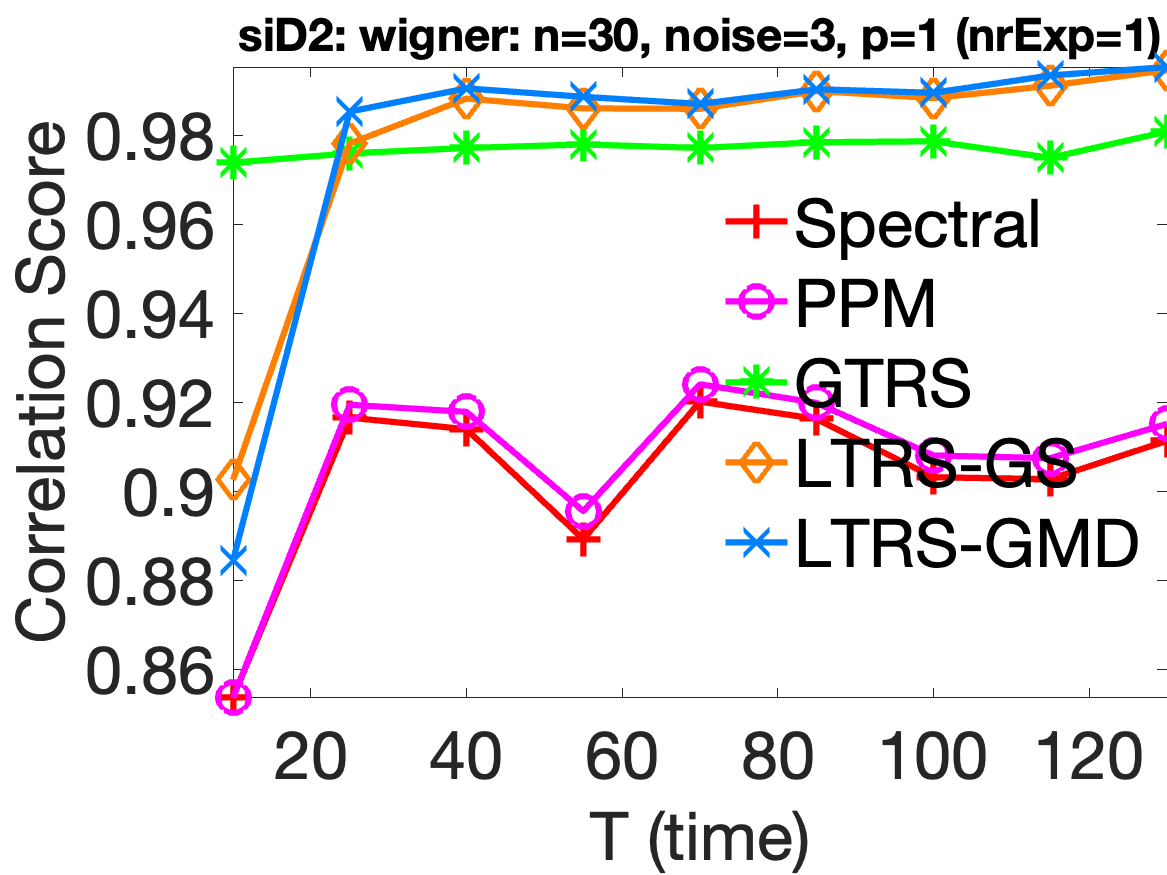 siD2: wigner: n=30, noise=3, p=1 (nrExp=1)
Correlation Score
0.98
0.96
0.94
0.92
0.9
0.88
0.86
Spectral
PPM
GTRS
LTRS-GS
LTRS-GMD
20 40 60 80 100 120
T (time)